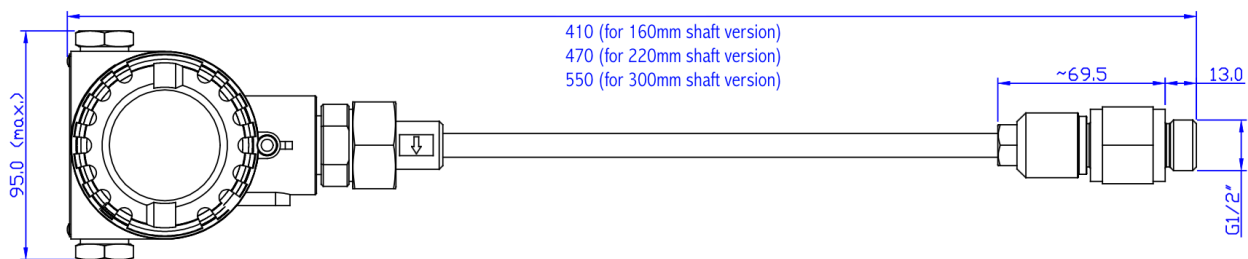 410 (for 160mm shaft version)
470 (for 220mm shaft version)
550 (for 300mm shaft version)
~69.5
13.0
95.0 (max.)
G1/2"